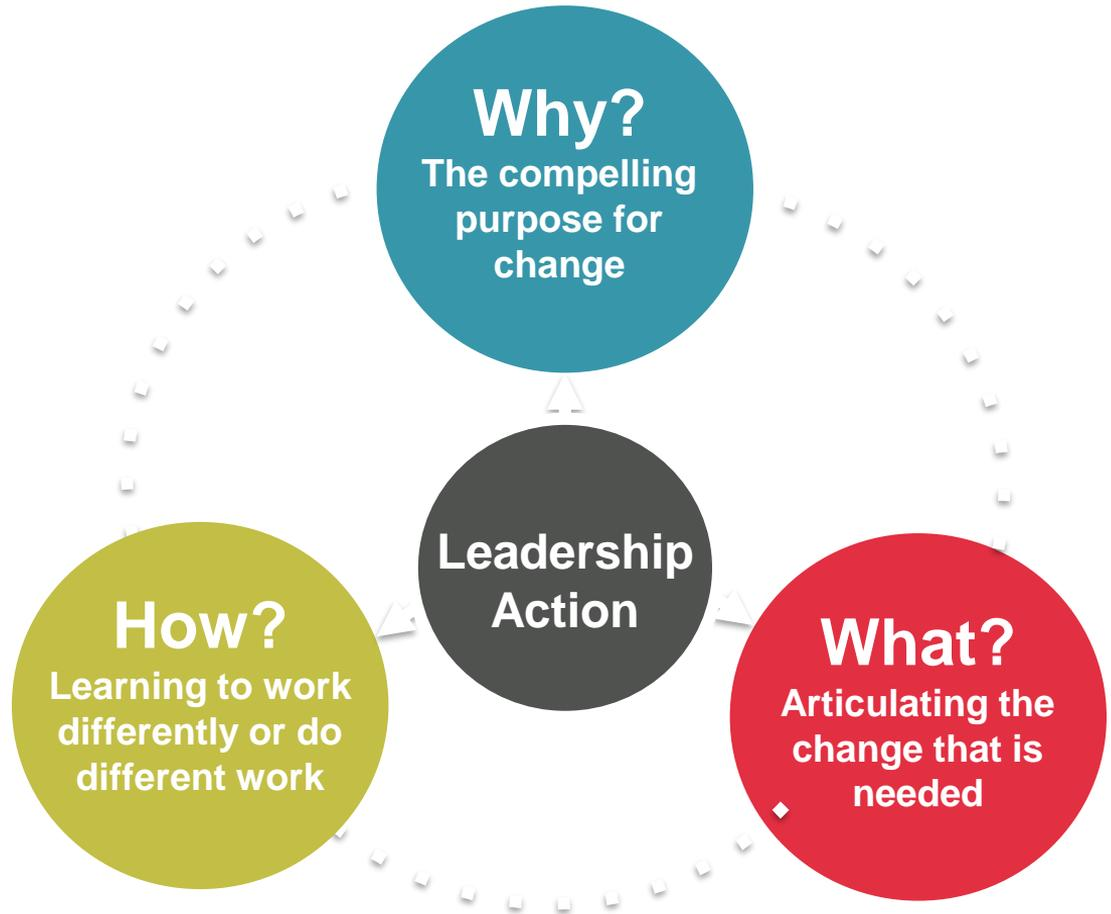 Why?
The compelling
purpose for
change
Leadership
Action
How?
Learning to work
differently or do
different work
What?
Articulating the
change that is
needed